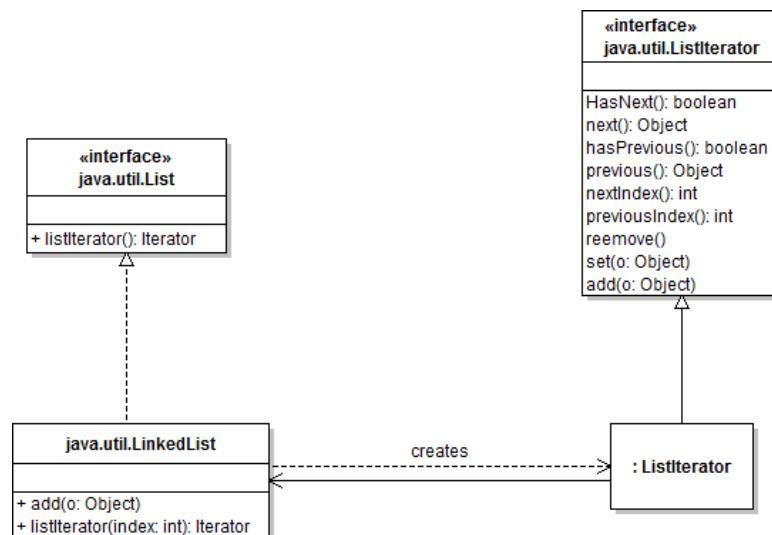 «interface»
java.util.ListIterator
HasNext(): boolean
next(): Object
hasPrevious(): boolean
previous(): Object
nextIndex(): int
previousIndex(): int
reemove()
set(o: Object)
add(o: Object)
«interface»
java.util.List
+ listIterator(): Iterator
java.util.LinkedList
+ add(o: Object)
+ listIterator(index: int): Iterator
creates
: ListIterator